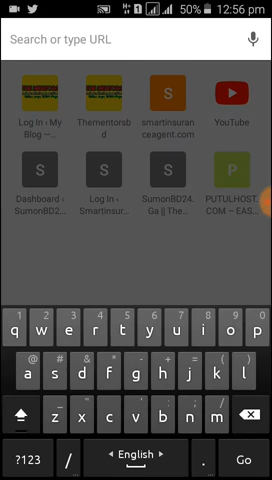 50% 12:56 pm
Search or type URL
Log In ‹ My Blog —...
Thementorsbd
S
smartinsuranceagent.com
YouTube
S
Dashboard ‹ SumonBD2...
S
Log In ‹ Smartinsur...
S
SumonBD24.Ga || The...
P
PUTULHOST.COM – EAS...
1 2 3 4 5 6 7 8 9 0
q w e r t y u i o p
@ # & * - + = ( )
a s d f g h j k l
_ " ' : ; /
z x c v b n m
?123 / English . Go